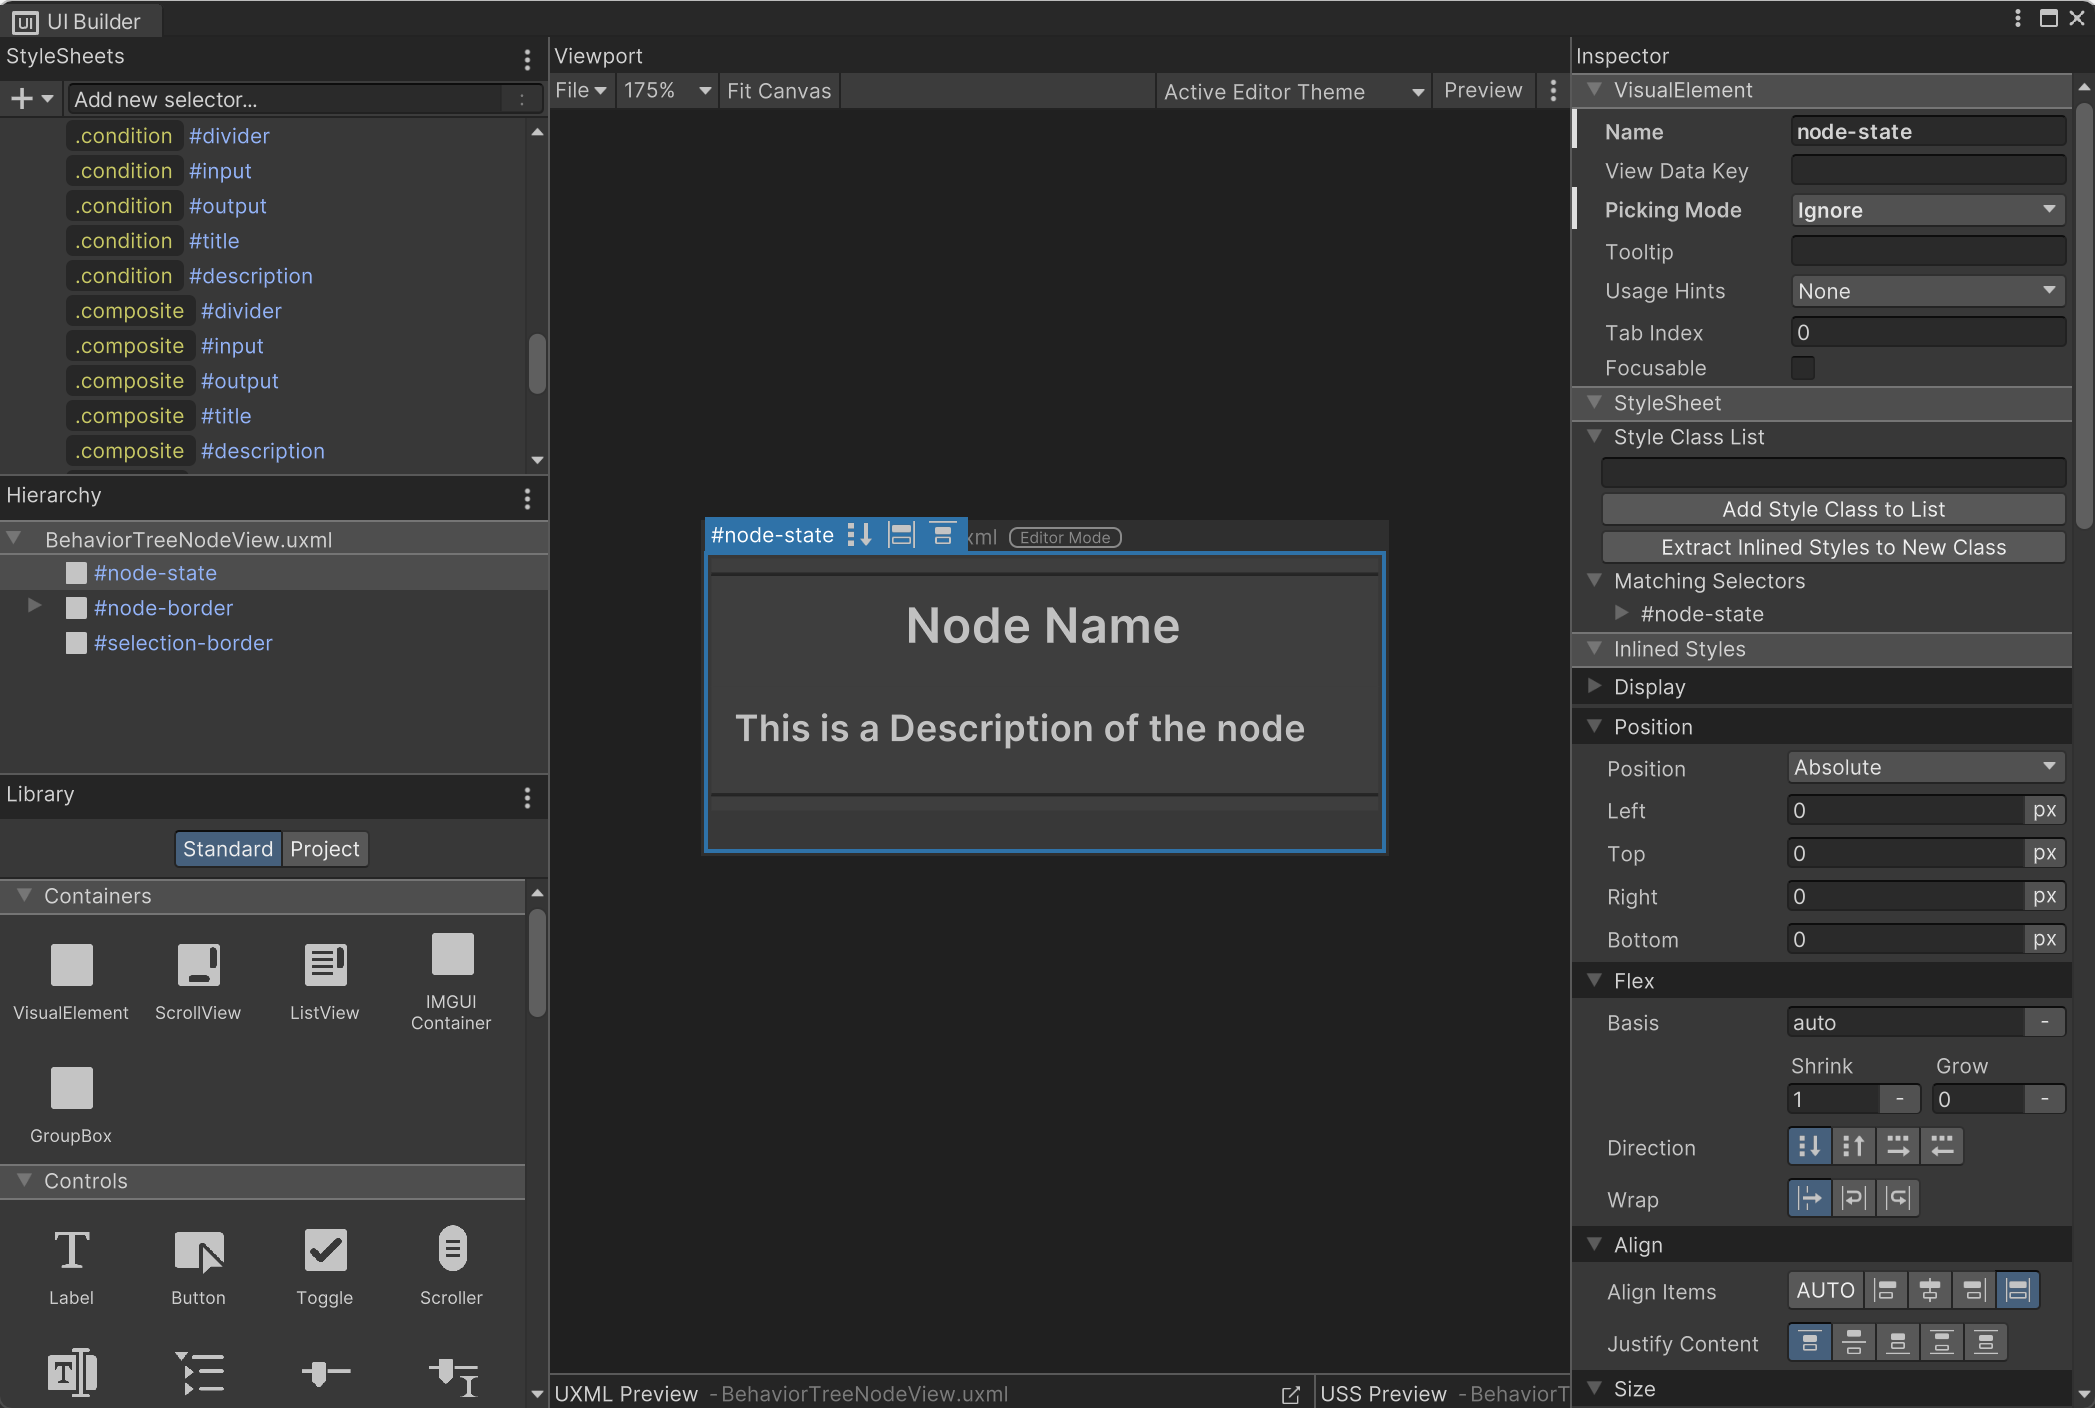 UI Builder
StyleSheets
Add new selector...
.condition #divider
.condition #input
.condition #output
.condition #title
.condition #description
.composite #divider
.composite #input
.composite #output
.composite #title
.composite #description
Hierarchy
BehaviorTreeNodeView.uxml
#node-state
#node-border
#selection-border
Library
Standard Project
Containers
VisualElement ScrollView ListView IMGUI Container
GroupBox
Controls
Label Button Toggle Scroller
Viewport
File 175% Fit Canvas Active Editor Theme Preview
#node-state xml Editor Mode
Node Name
This is a Description of the node
UXML Preview - BehaviorTreeNodeView.uxml USS Preview - BehaviorT
Inspector
VisualElement
Name node-state
View Data Key
Picking Mode Ignore
Tooltip
Usage Hints None
Tab Index 0
Focusable
StyleSheet
Style Class List
Add Style Class to List
Extract Inlined Styles to New Class
Matching Selectors
#node-state
Inlined Styles
Display
Position
Position Absolute
Left 0 px
Top 0 px
Right 0 px
Bottom 0 px
Flex
Basis auto -
Shrink Grow
1 - 0 -
Direction
Wrap
Align
Align Items AUTO
Justify Content
Size